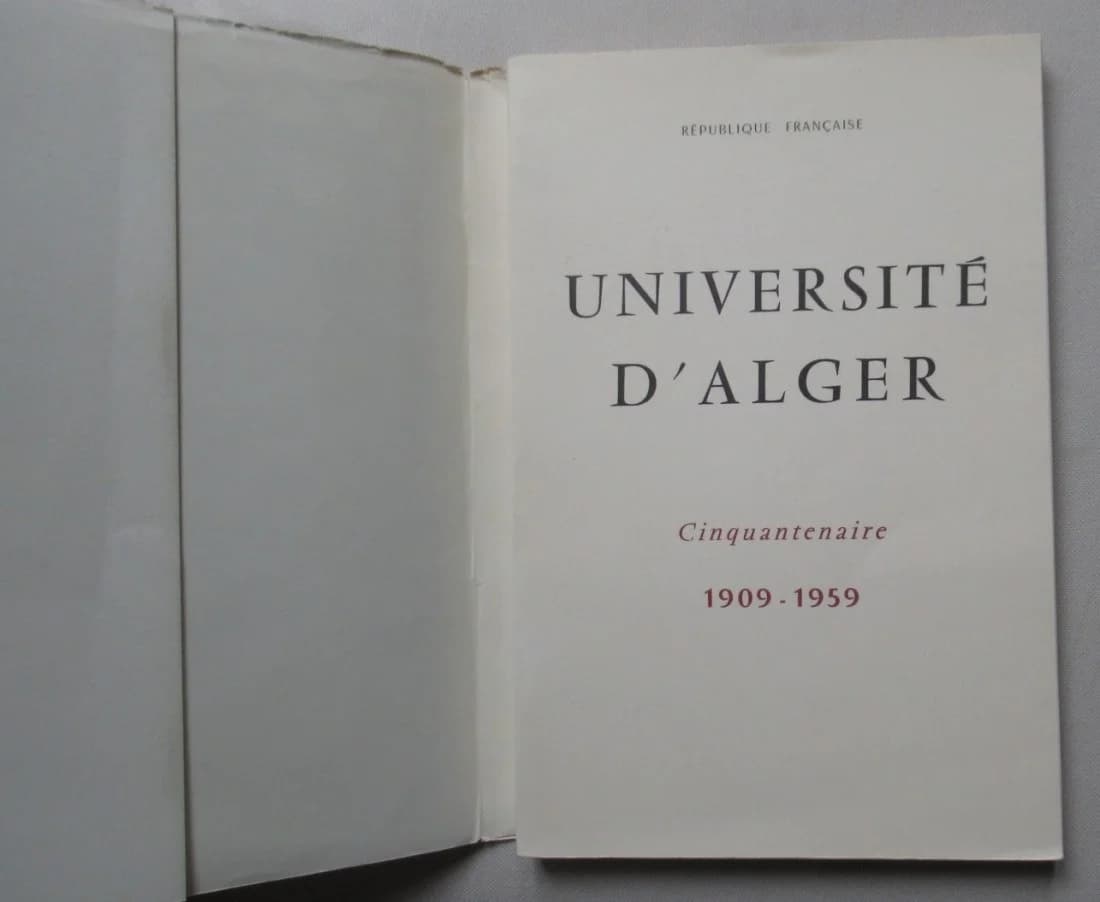 RÉPUBLIQUE FRANÇAISE
UNIVERSITÉ
D'ALGER
Cinquantenaire
1909-1959